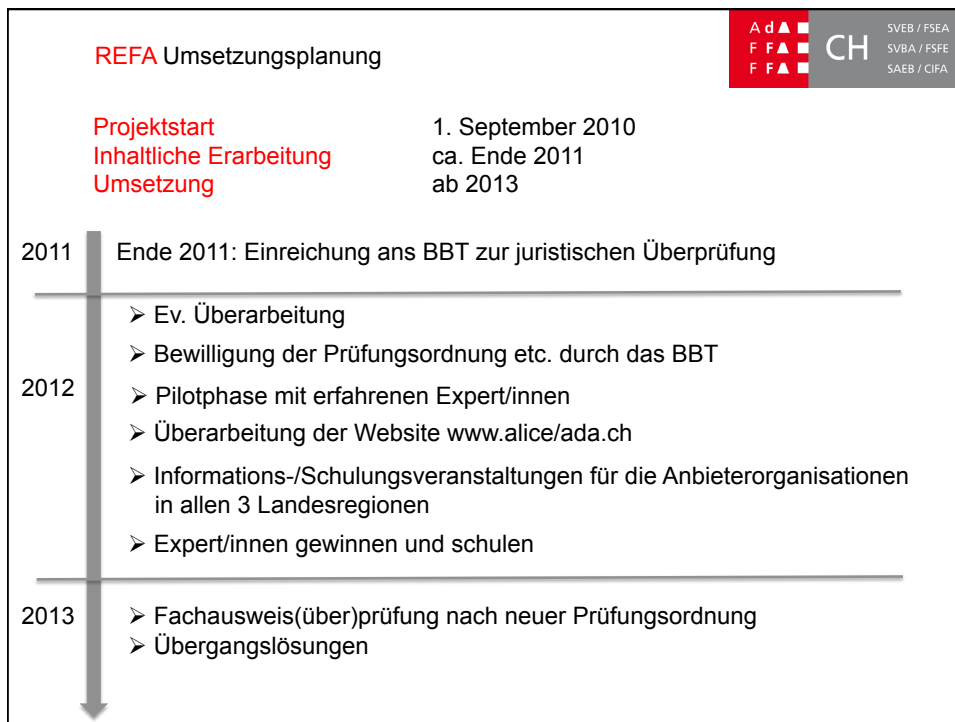 REFA Umsetzungsplanung
AdA
FFA
FFA
CH
SVEB / FSEA
SVBA / FSFE
SAEB / CIFA
Projektstart 1. September 2010
Inhaltliche Erarbeitung ca. Ende 2011
Umsetzung ab 2013
2011 Ende 2011: Einreichung ans BBT zur juristischen Überprüfung
➢ Ev. Überarbeitung
➢ Bewilligung der Prüfungsordnung etc. durch das BBT
2012
➢ Pilotphase mit erfahrenen Expert/innen
➢ Überarbeitung der Website www.alice/ada.ch
➢ Informations-/Schulungsveranstaltungen für die Anbieterorganisationen
in allen 3 Landesregionen
➢ Expert/innen gewinnen und schulen
2013 ➢ Fachausweis(über)prüfung nach neuer Prüfungsordnung
➢ Übergangslösungen